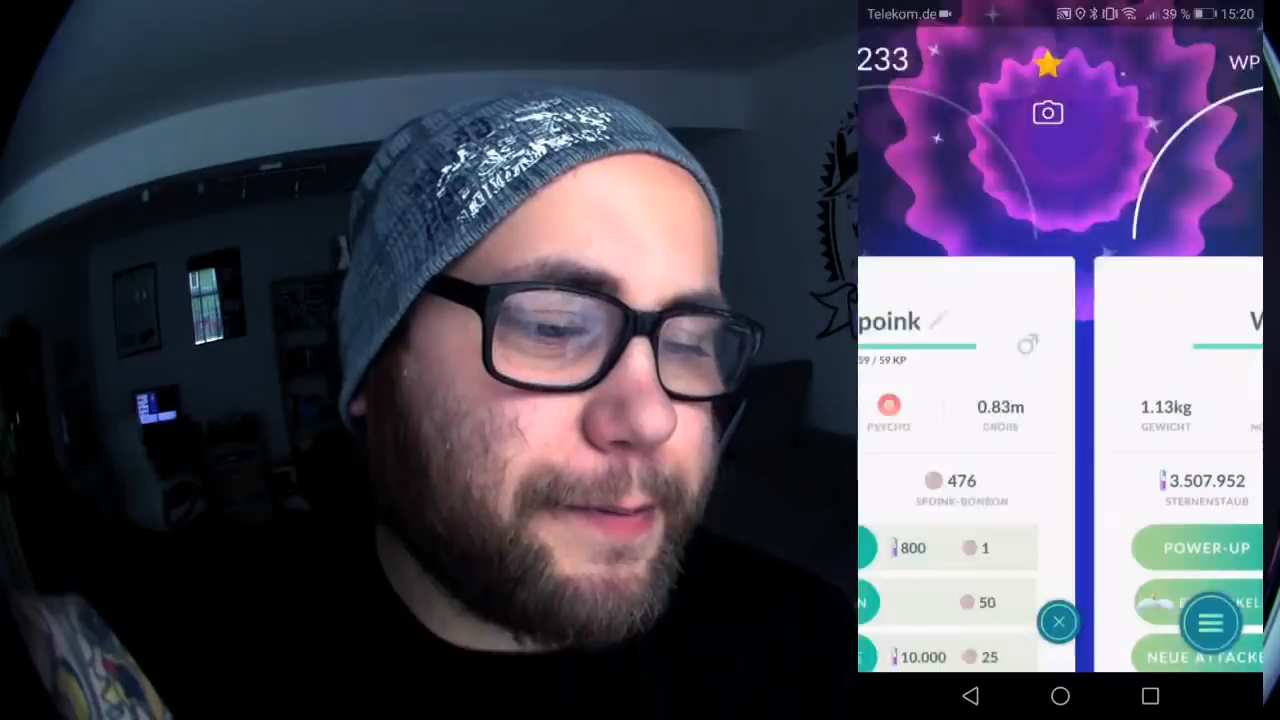 Telekom.de 39 % 15:20
233 WP
poink
59 / 59 KP
PSYCHO 0.83m 1.13kg
GRÖßE GEWICHT
476 3.507.952
SPOINK-BONBON STERNENSTAUB
800 1 POWER-UP
50
10.000 25 NEUE ATTACKE